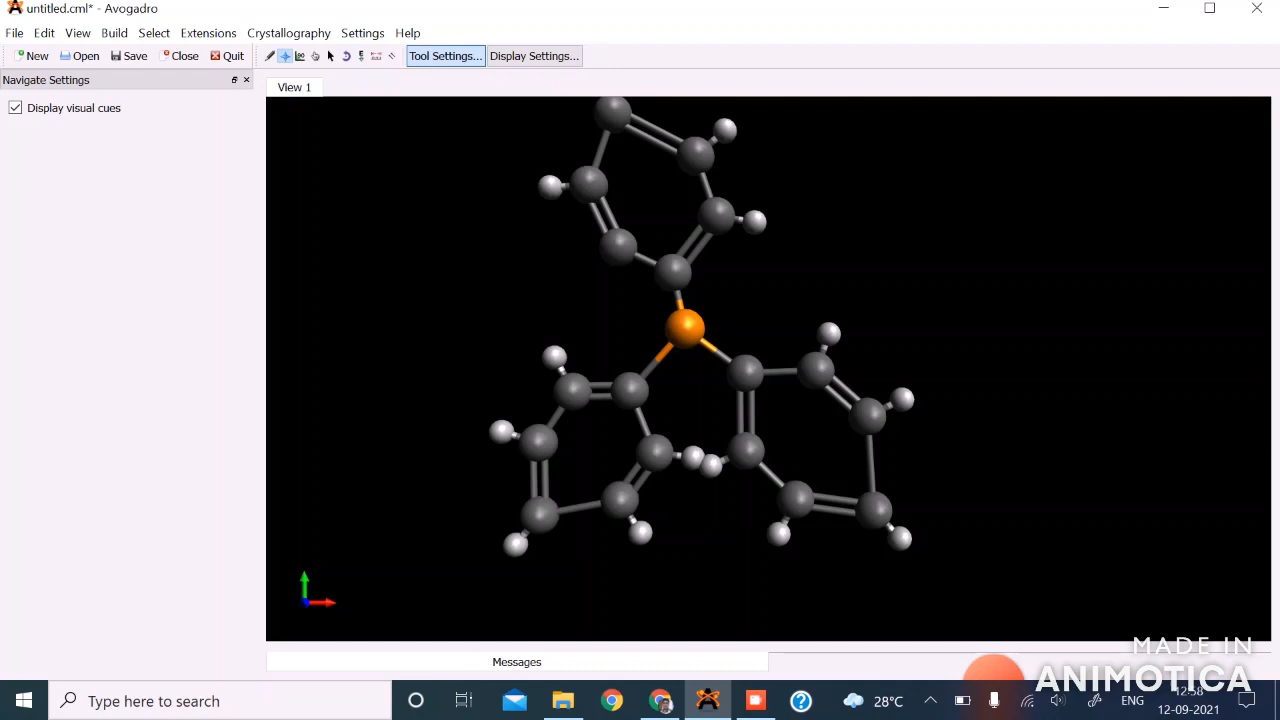 untitled.cml* - Avogadro
File Edit View Build Select Extensions Crystallography Settings Help
New Open Save Close Quit Tool Settings... Display Settings...
Navigate Settings
View 1
Display visual cues
Messages
MADE IN
ANIMOTICA
Type here to search
28°C
ENG
12:38
12-09-2021